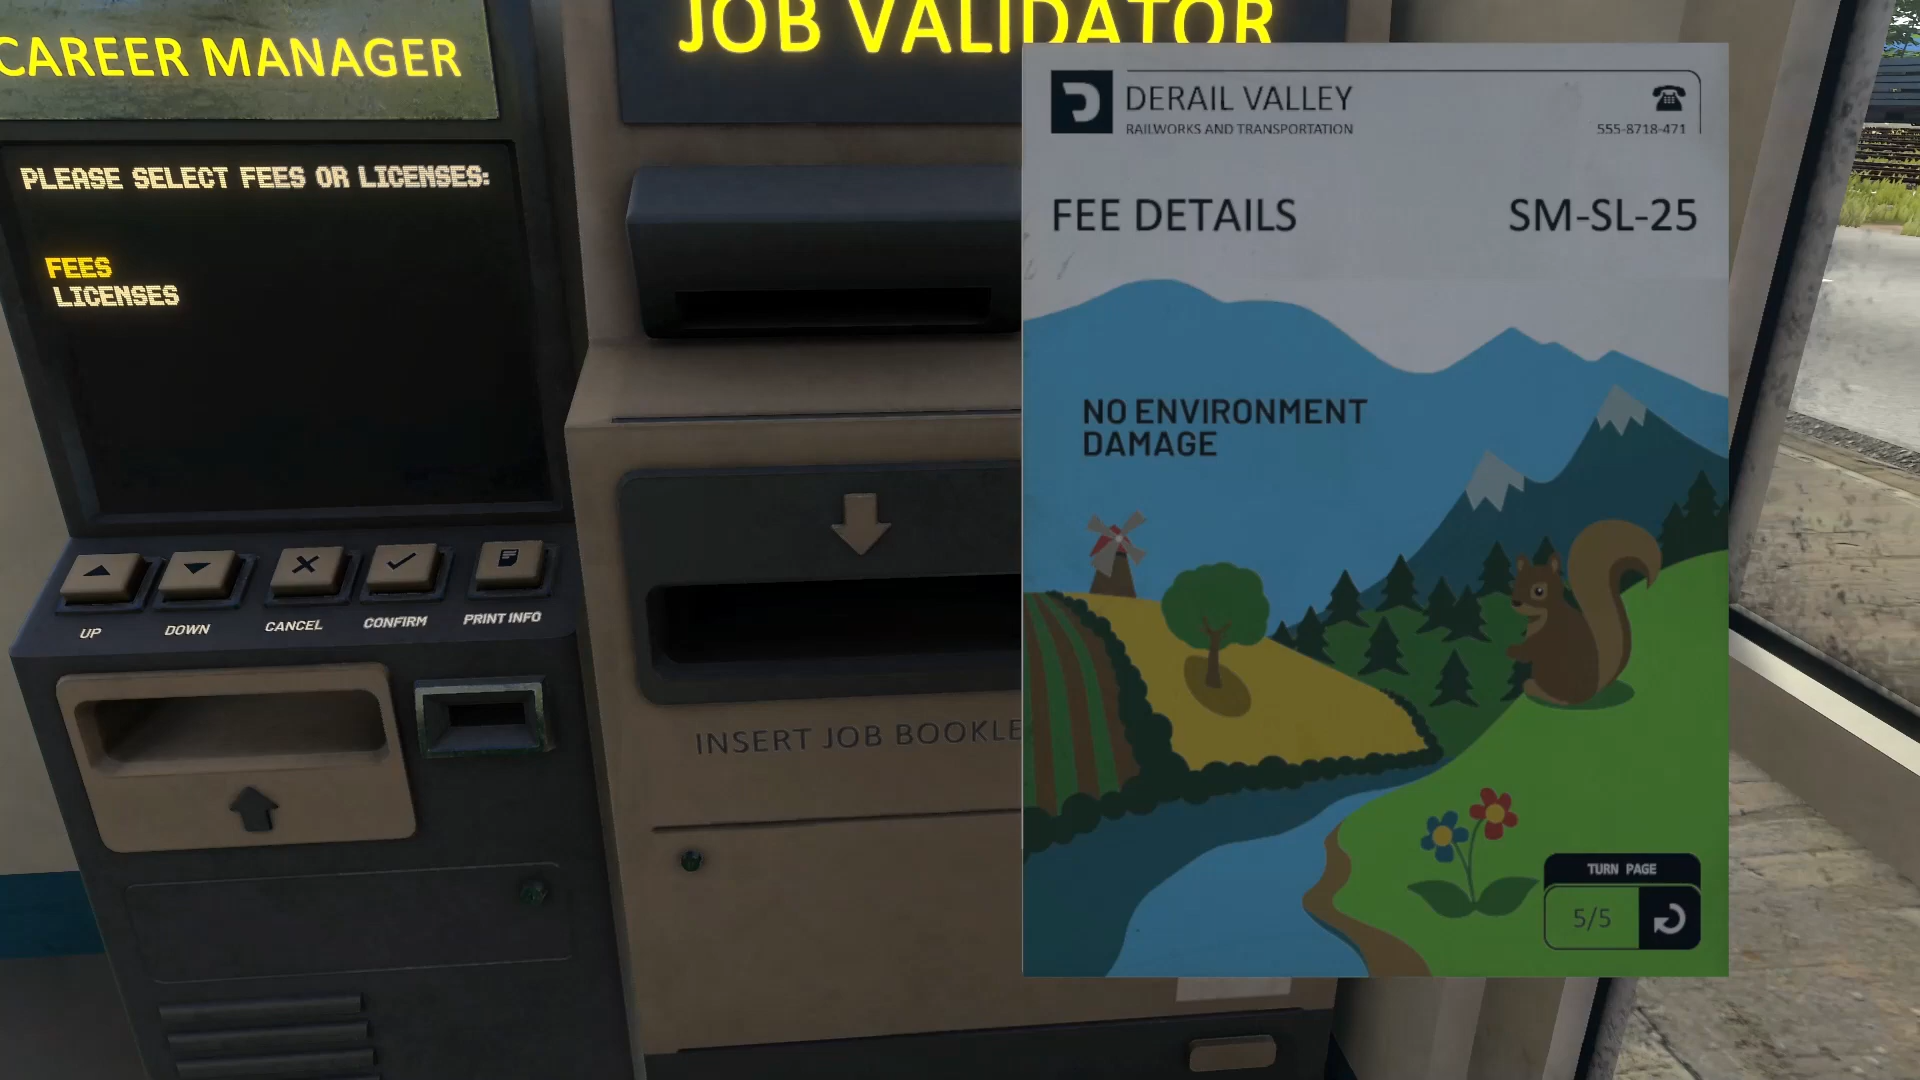 CAREER MANAGER
PLEASE SELECT FEES OR LICENSES:
FEES
LICENSES
UP
DOWN
CANCEL
CONFIRM
PRINT INFO
JOB VALIDATOR
INSERT JOB BOOKLE
DERAIL VALLEY
RAILWORKS AND TRANSPORTATION
555-8718-471
FEE DETAILS
SM-SL-25
NO ENVIRONMENT
DAMAGE
TURN PAGE
5/5